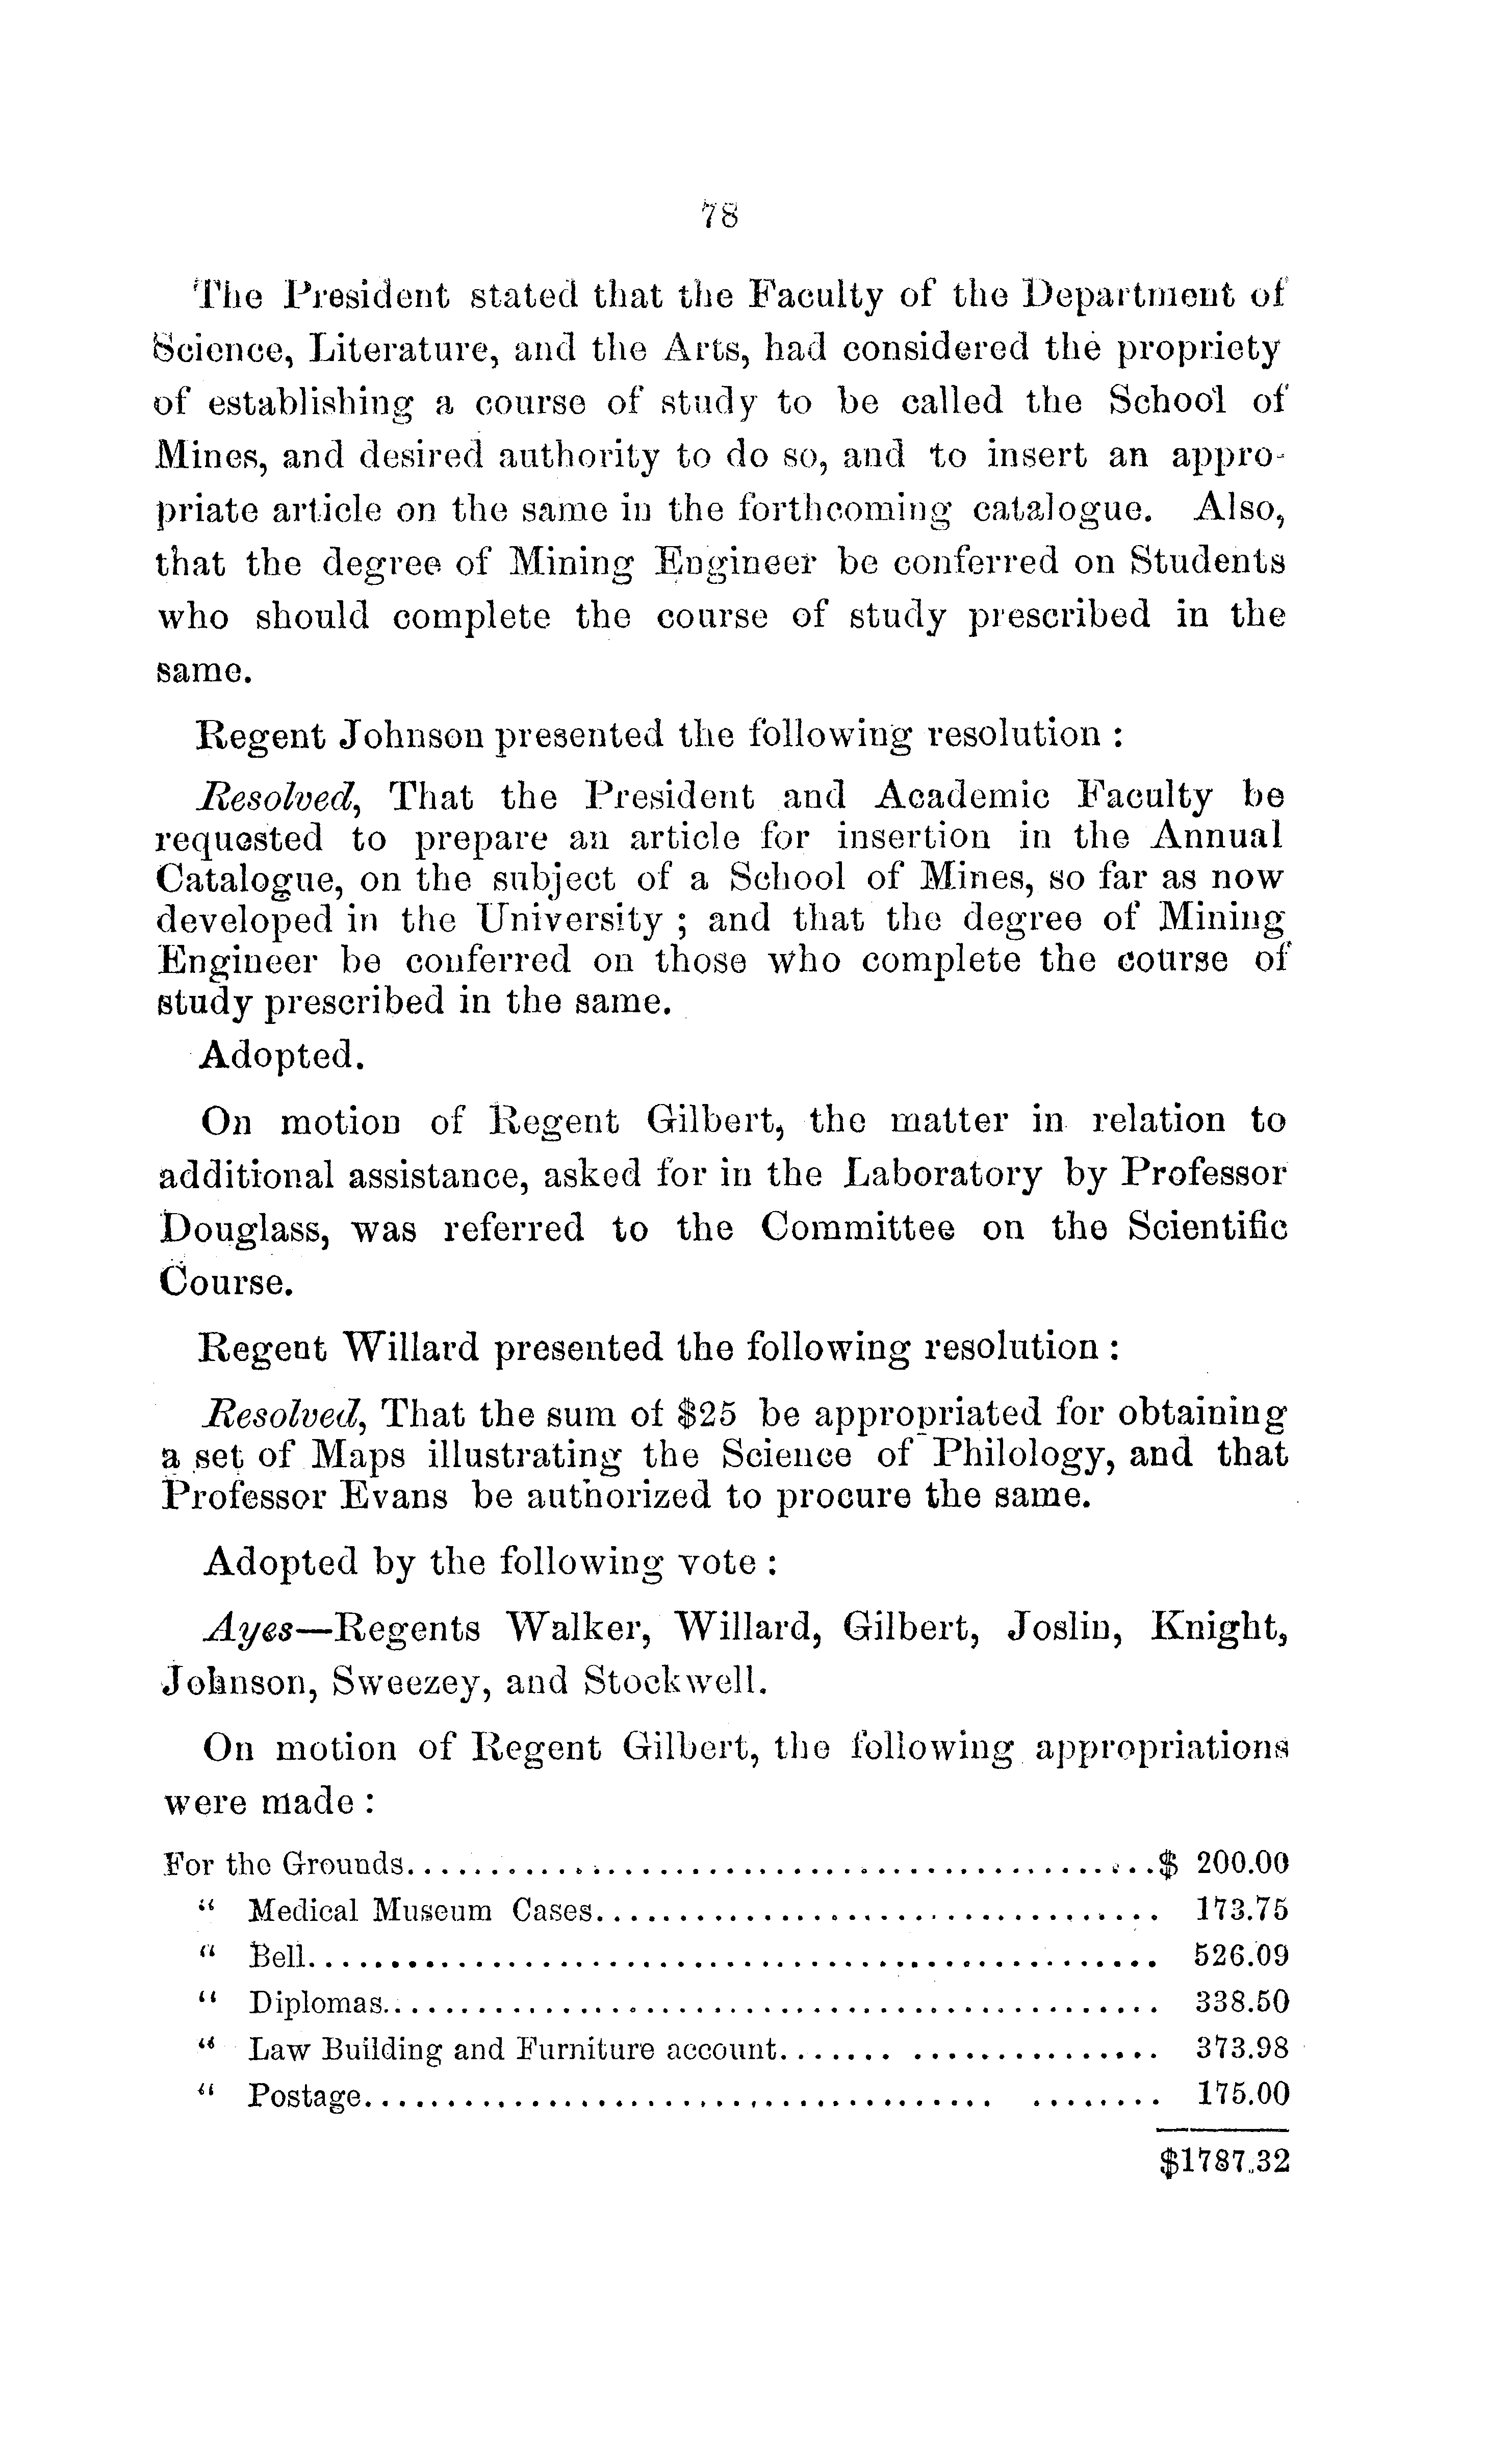 78
The President stated that the Faculty of the Department of
Science, Literature, and the Arts, had considered the propriety
of establishing a course of study to be called the School of
Mines, and desired authority to do so, and to insert an appro-
priate article on the same in the forthcoming catalogue. Also,
that the degree of Mining Engineer be conferred on Students
who should complete the course of study prescribed in the
same.
Regent Johnson presented the following resolution :
Resolved, That the President and Academic Faculty be
requested to prepare an article for insertion in the Annual
Catalogue, on the subject of a School of Mines, so far as now
developed in the University ; and that the degree of Mining
Engineer be conferred on those who complete the course of
study prescribed in the same.
Adopted.
On motion of Regent Gilbert, the matter in relation to
additional assistance, asked for in the Laboratory by Professor
Douglass, was referred to the Committee on the Scientific
Course.
Regent Willard presented the following resolution :
Resolved, That the sum of $25 be appropriated for obtaining
a set of Maps illustrating the Science of Philology, and that
Professor Evans be authorized to procure the same.
Adopted by the following vote :
Ayes—Regents Walker, Willard, Gilbert, Joslin, Knight,
Johnson, Sweezey, and Stockwell.
On motion of Regent Gilbert, the following appropriations
were made :
For the Grounds............................................$ 200.00
" Medical Museum Cases.................................. 173.75
" Bell................................................... 526.09
" Diplomas.............................................. 338.50
" Law Building and Furniture account....... ............... 373.98
" Postage...................................... ........ 175.00
$1787.32